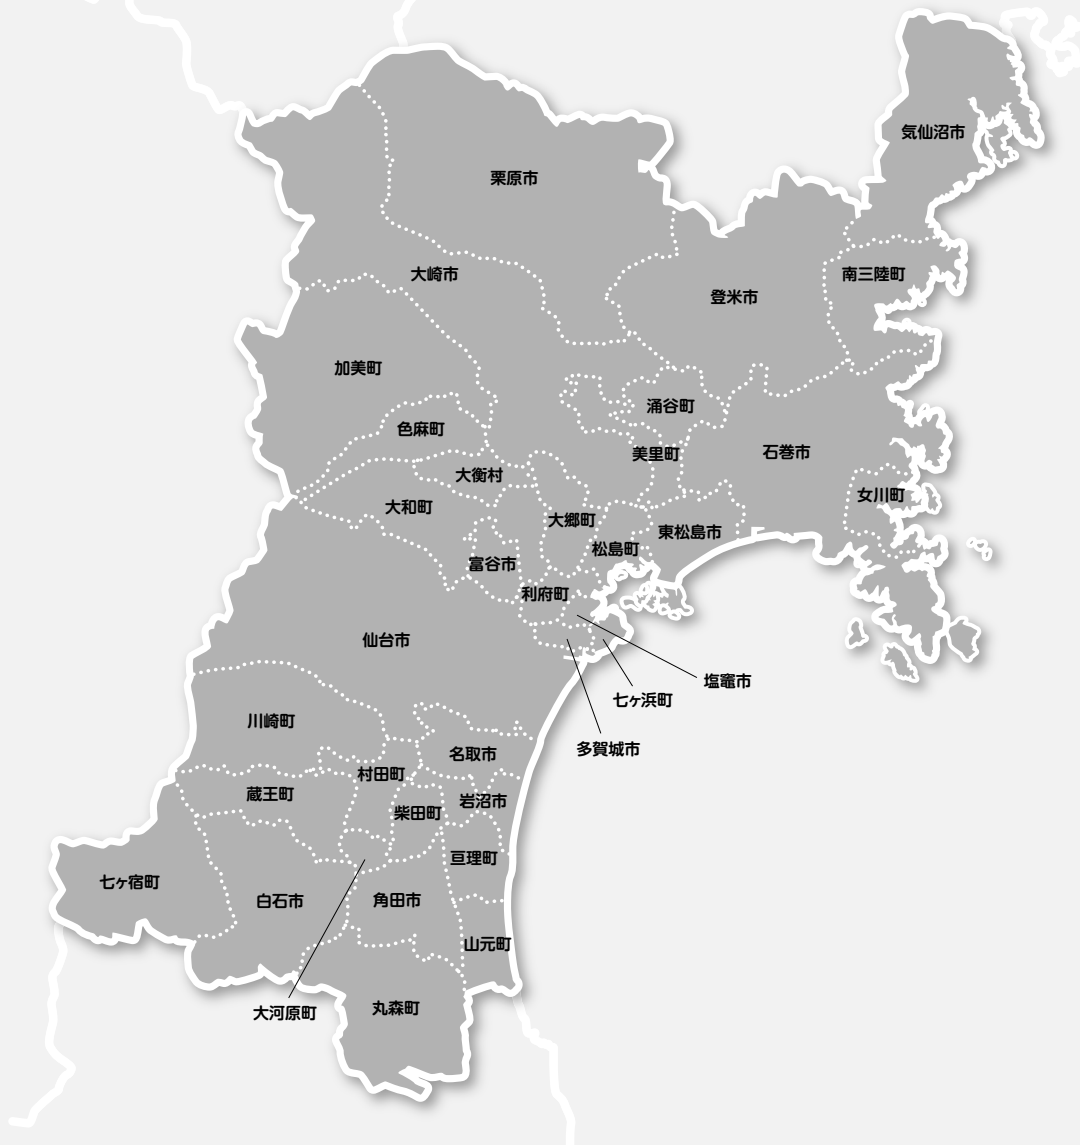 気仙沼市
栗原市
大崎市
南三陸町
登米市
加美町
涌谷町
色麻町
美里町
石巻市
大衡村
女川町
大和町
大郷町
東松島市
松島町
富谷市
利府町
仙台市
塩竈市
七ヶ浜町
川崎町
多賀城市
名取市
村田町
蔵王町
岩沼市
柴田町
亘理町
七ヶ宿町
白石市
角田市
山元町
丸森町
大河原町